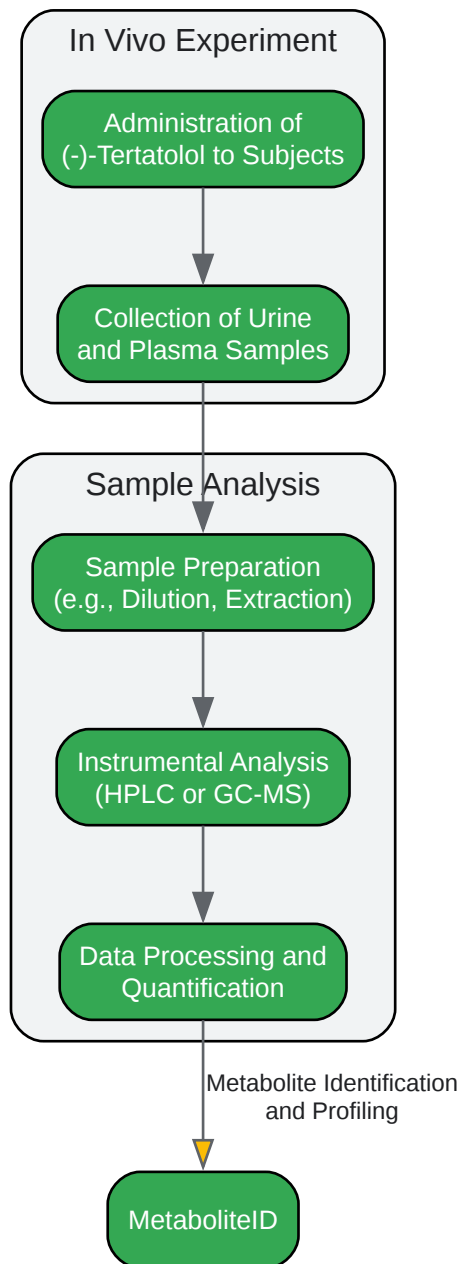 In Vivo Experiment
Administration of
(-)-Tertatolol to Subjects
Collection of Urine
and Plasma Samples
Sample Analysis
Sample Preparation
(e.g., Dilution, Extraction)
Instrumental Analysis
(HPLC or GC-MS)
Data Processing and
Quantification
Metabolite Identification
and Profiling
MetaboliteID